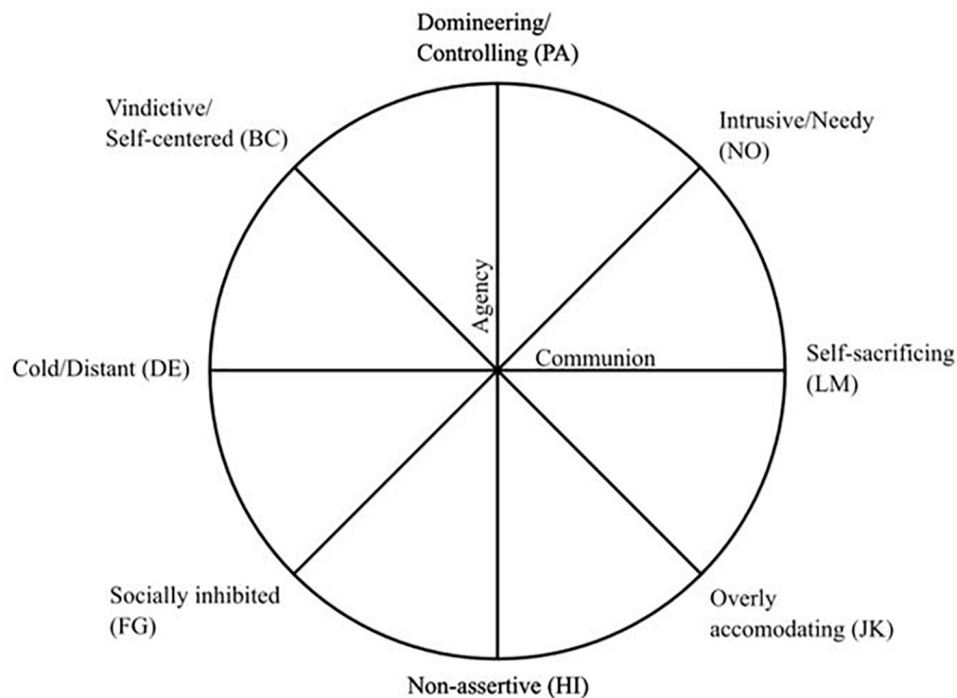 Domineering/
Controlling (PA)
Vindictive/
Self-centered (BC)
Intrusive/Needy
(NO)
Agency
Communion
Cold/Distant (DE)
Self-sacrificing
(LM)
Socially inhibited
(FG)
Overly
accomodating (JK)
Non-assertive (HI)